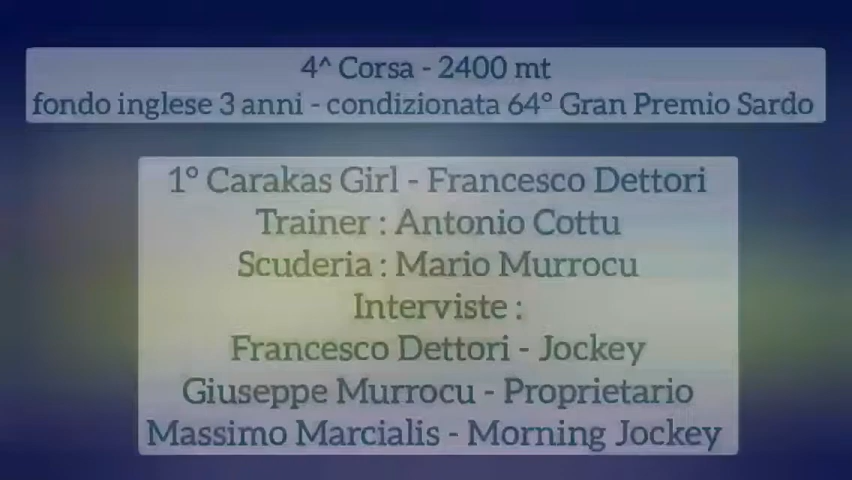 4^ Corsa - 2400 mt
fondo inglese 3 anni - condizionata 64° Gran Premio Sardo
1° Carakas Girl - Francesco Dettori
Trainer : Antonio Cottu
Scuderia : Mario Murrocu
Interviste :
Francesco Dettori - Jockey
Giuseppe Murrocu - Proprietario
Massimo Marcialis - Morning Jockey